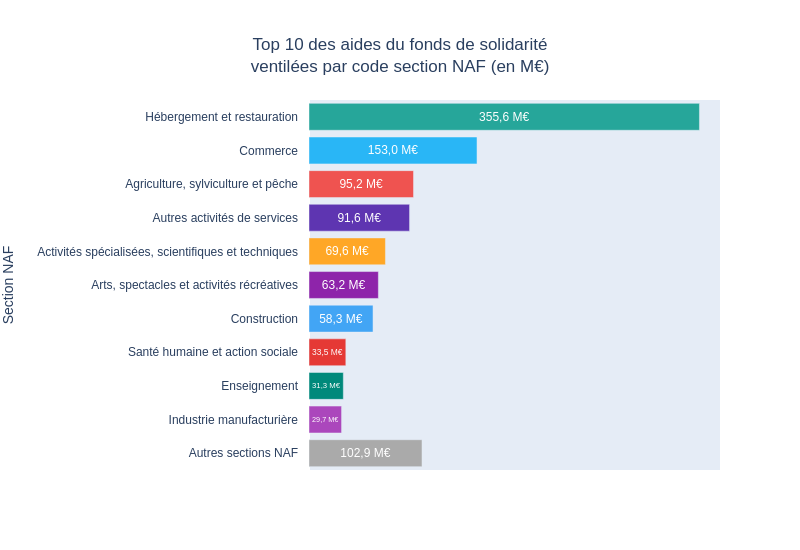 Top 10 des aides du fonds de solidarité
ventilées par code section NAF (en M€)
Section NAF
Hébergement et restauration 355,6 M€
Commerce 153,0 M€
Agriculture, sylviculture et pêche 95,2 M€
Autres activités de services 91,6 M€
Activités spécialisées, scientifiques et techniques 69,6 M€
Arts, spectacles et activités récréatives 63,2 M€
Construction 58,3 M€
Santé humaine et action sociale 33,5 M€
Enseignement 31,3 M€
Industrie manufacturière 29,7 M€
Autres sections NAF 102,9 M€